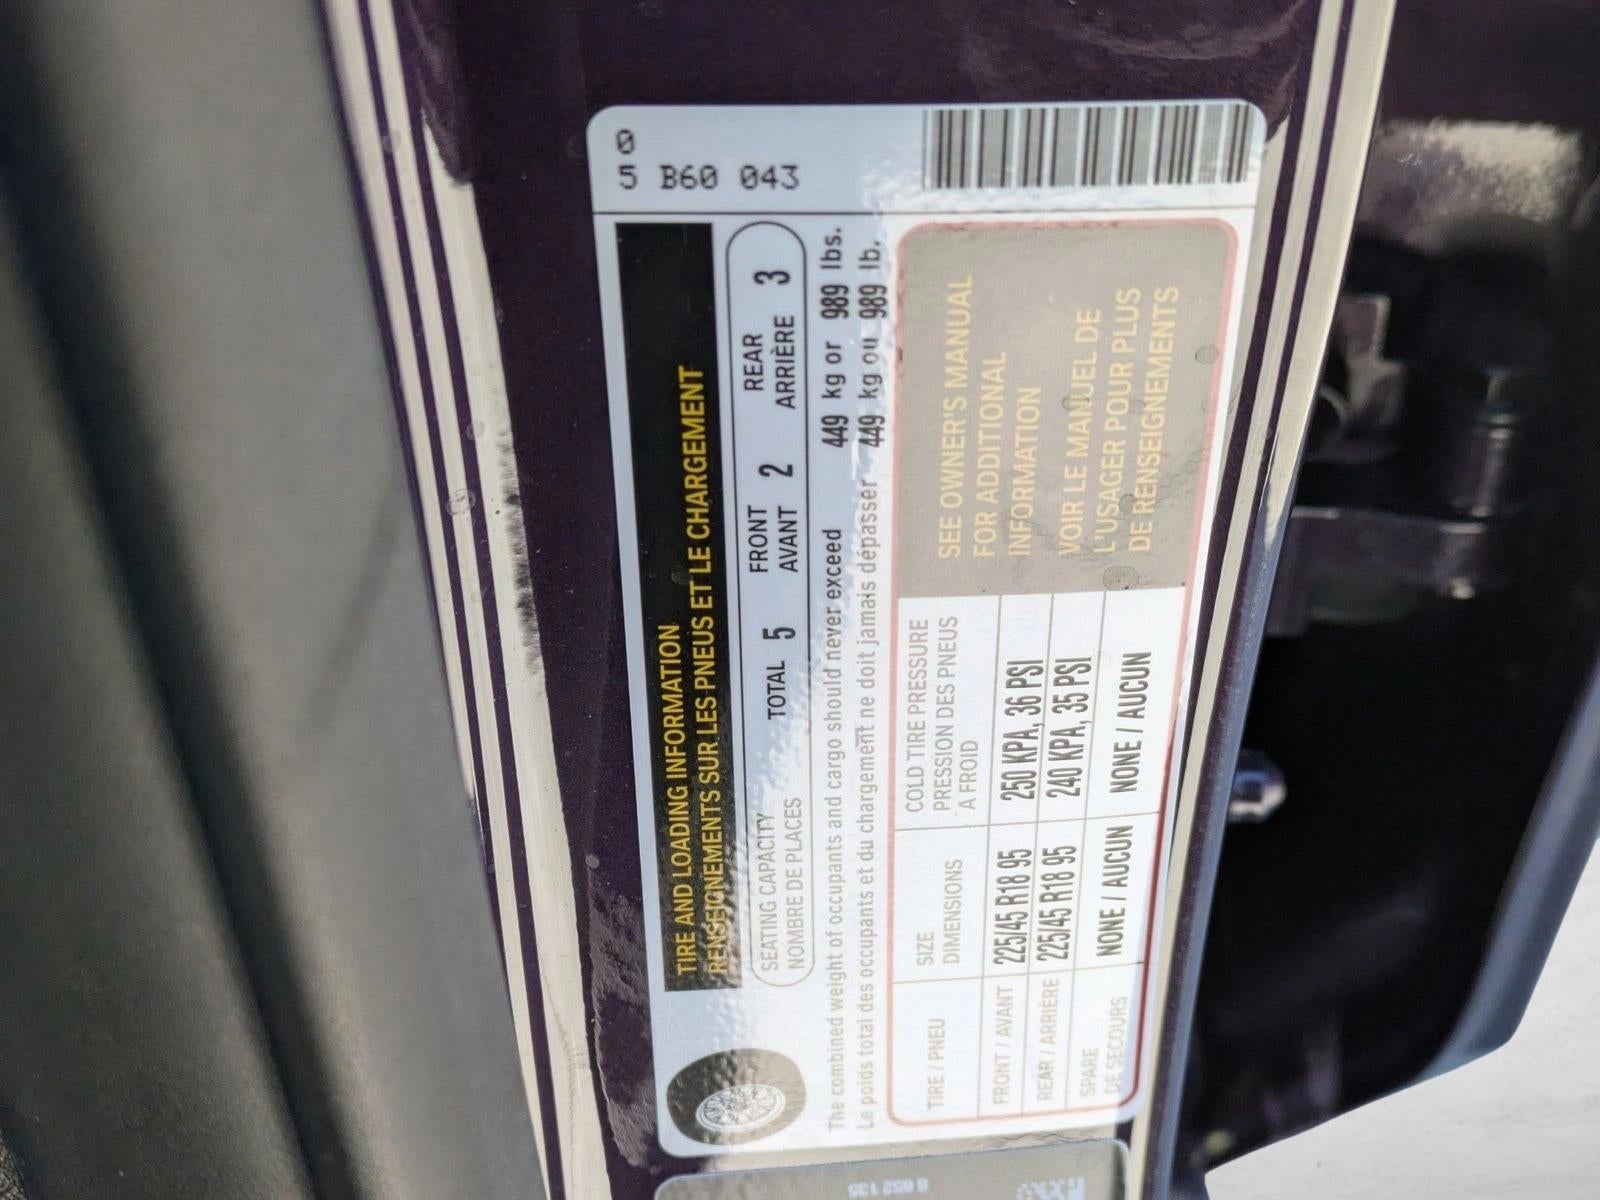 0
5 B60 043
TIRE AND LOADING INFORMATION
RENSEIGNEMENTS SUR LES PNEUS ET LE CHARGEMENT
SEATING CAPACITY
NOMBRE DE PLACES
TOTAL 5
FRONT
AVANT 2
REAR
ARRIÈRE 3
The combined weight of occupants and cargo should never exceed 449 kg or 989 lbs.
Le poids total des occupants et du chargement ne doit jamais dépasser 449 kg ou 989 lb.
TIRE / PNEU
SIZE
DIMENSIONS
COLD TIRE PRESSURE
PRESSION DES PNEUS
A FROID
FRONT / AVANT 225/45 R18 95 250 KPA, 36 PSI
REAR / ARRIÈRE 225/45 R18 95 240 KPA, 35 PSI
SPARE
DE SECOURS NONE / AUCUN NONE / AUCUN
SEE OWNER'S MANUAL
FOR ADDITIONAL
INFORMATION
VOIR LE MANUEL DE
L'USAGER POUR PLUS
DE RENSEIGNEMENTS